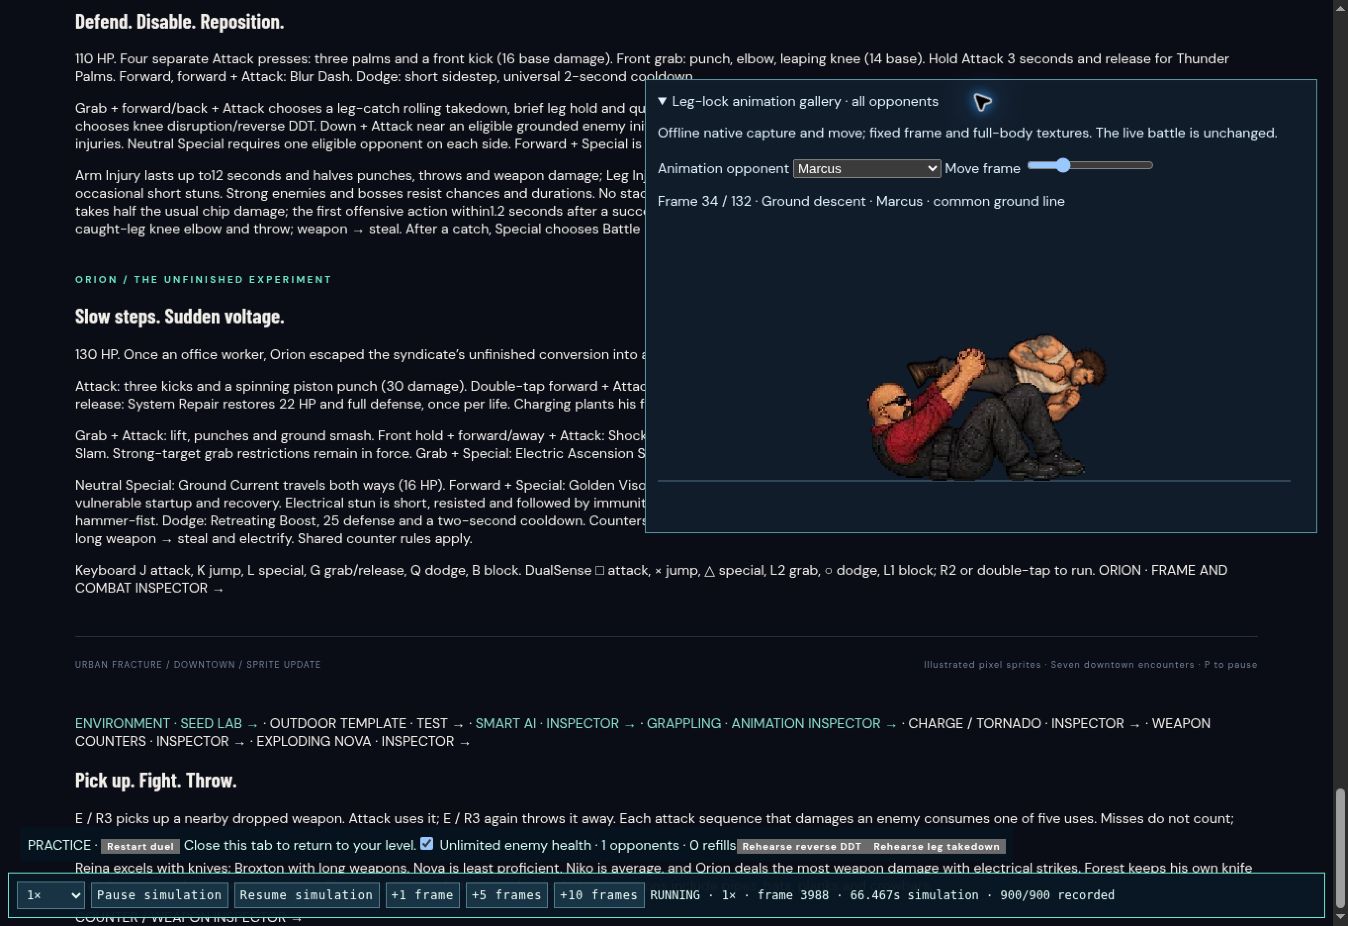 Defend. Disable. Reposition.
110 HP. Four separate Attack presses: three palms and a front kick (16 base damage). Front grab: punch, elbow, leaping knee (14 base). Hold Attack 3 seconds and release for Thunder
Palms. Forward, forward + Attack: Blur Dash. Dodge: short sidestep, universal 2-second cooldown.
Grab + forward/back + Attack chooses a leg-catch rolling takedown, brief leg hold and
chooses knee disruption/reverse DDT. Down + Attack near an eligible grounded enemy
injuries. Neutral Special requires one eligible opponent on each side. Forward + Special is
Arm Injury lasts up to12 seconds and halves punches, throws and weapon damage; Leg
occasional short stuns. Strong enemies and bosses resist chances and durations. No
takes half the usual chip damage; the first offensive action within1.2 seconds after a
caught-leg knee elbow and throw; weapon → steal. After a catch, Special chooses Battle
ORION / THE UNFINISHED EXPERIMENT
Slow steps. Sudden voltage.
130 HP. Once an office worker, Orion escaped the syndicate's unfinished conversion into
Attack: three kicks and a spinning piston punch (30 damage). Double-tap forward +
release: System Repair restores 22 HP and full defense, once per life. Charging plants his
Grab + Attack: lift, punches and ground smash. Front hold + forward/away + Attack: Shock
Slam. Strong-target grab restrictions remain in force. Grab + Special: Electric Ascension
Neutral Special: Ground Current travels both ways (16 HP). Forward + Special: Golden
vulnerable startup and recovery. Electrical stun is short, resisted and followed by
hammer-fist. Dodge: Retreating Boost, 25 defense and a two-second cooldown.
long weapon → steal and electrify. Shared counter rules apply.
Keyboard J attack, K jump, L special, G grab/release, Q dodge, B block. DualSense □ attack, × jump, △ special, L2 grab, ○ dodge, L1 block; R2 or double-tap to run. ORION · FRAME AND
COMBAT INSPECTOR →
▼ Leg-lock animation gallery · all opponents
Offline native capture and move; fixed frame and full-body textures. The live battle is unchanged.
Animation opponent Marcus Move frame
Frame 34 / 132 · Ground descent · Marcus · common ground line
URBAN FRACTURE / DOWNTOWN / SPRITE UPDATE
Illustrated pixel sprites · Seven downtown encounters · P to pause
ENVIRONMENT · SEED LAB → · OUTDOOR TEMPLATE · TEST → · SMART AI · INSPECTOR → · GRAPPLING · ANIMATION INSPECTOR → · CHARGE / TORNADO · INSPECTOR → · WEAPON
COUNTERS · INSPECTOR → · EXPLODING NOVA · INSPECTOR →
Pick up. Fight. Throw.
E / R3 picks up a nearby dropped weapon. Attack uses it; E / R3 again throws it away. Each attack sequence that damages an enemy consumes one of five uses. Misses do not count;
PRACTICE · Restart duel Close this tab to return to your level. Unlimited enemy health · 1 opponents · 0 refills Rehearse reverse DDT Rehearse leg takedown
Reina excels with knives; Broxton with long weapons. Nova is least proficient, Niko is average, and Orion deals the most weapon damage with electrical strikes. Forest keeps his own knife
1× Pause simulation Resume simulation +1 frame +5 frames +10 frames RUNNING · 1× · frame 3988 · 66.467s simulation · 900/900 recorded
COUNTER / WEAPON INSPECTOR →